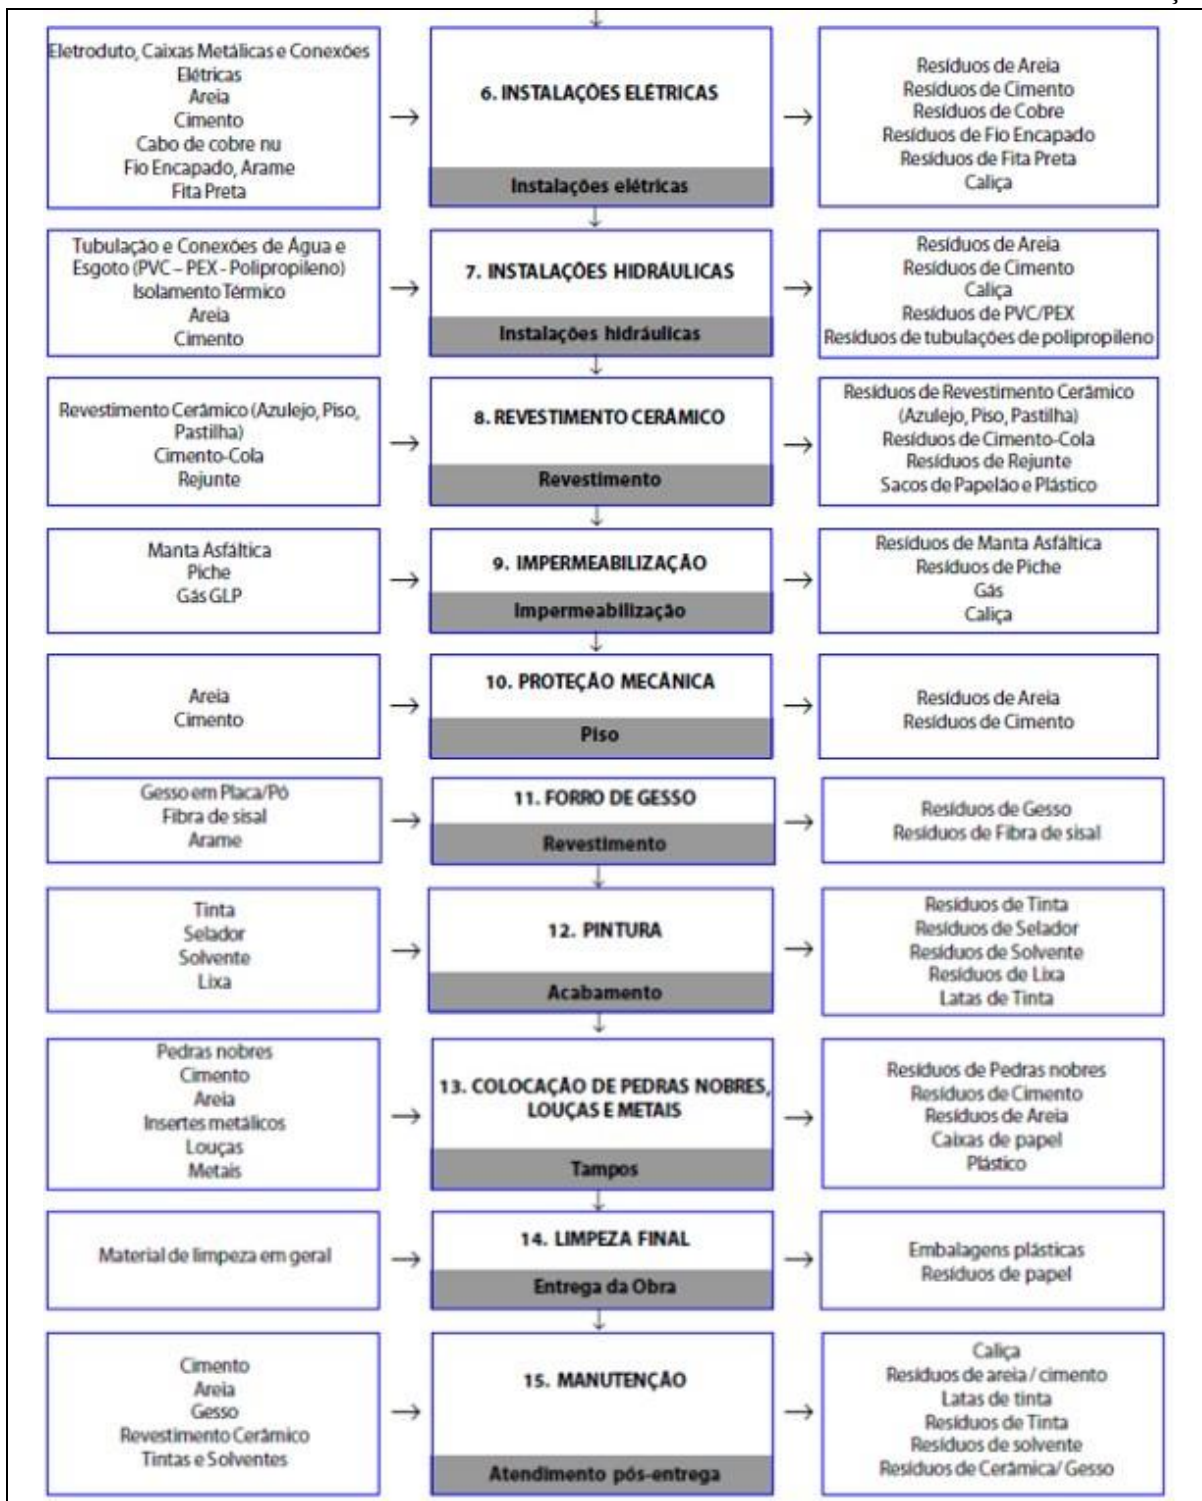 Eletroduto, Caixas Metálicas e Conexões
Elétricas
Areia
Cimento
Cabo de cobre nu
Fio Encapado, Arame
Fita Preta
6. INSTALAÇÕES ELÉTRICAS
Instalações elétricas
Resíduos de Areia
Resíduos de Cimento
Resíduos de Cobre
Resíduos de Fio Encapado
Resíduos de Fita Preta
Caliça
Tubulação e Conexões de Água e
Esgoto (PVC – PEX - Polipropileno)
Isolamento Térmico
Areia
Cimento
7. INSTALAÇÕES HIDRÁULICAS
Instalações hidráulicas
Resíduos de Areia
Resíduos de Cimento
Caliça
Resíduos de PVC/PEX
Resíduos de tubulações de polipropileno
Revestimento Cerâmico (Azulejo, Piso,
Pastilha)
Cimento-Cola
Rejunte
8. REVESTIMENTO CERÂMICO
Revestimento
Resíduos de Revestimento Cerâmico
(Azulejo, Piso, Pastilha)
Resíduos de Cimento-Cola
Resíduos de Rejunte
Sacos de Papelão e Plástico
Manta Asfáltica
Piche
Gás GLP
9. IMPERMEABILIZAÇÃO
Impermeabilização
Resíduos de Manta Asfáltica
Resíduos de Piche
Gás
Caliça
Areia
Cimento
10. PROTEÇÃO MECÂNICA
Piso
Resíduos de Areia
Resíduos de Cimento
Gesso em Placa/Pó
Fibra de sisal
Arame
11. FORRO DE GESSO
Revestimento
Resíduos de Gesso
Resíduos de Fibra de sisal
Tinta
Selador
Solvente
Lixa
12. PINTURA
Acabamento
Resíduos de Tinta
Resíduos de Selador
Resíduos de Solvente
Resíduos de Lixa
Latas de Tinta
Pedras nobres
Cimento
Areia
Insertes metálicos
Louças
Metais
13. COLOCAÇÃO DE PEDRAS NOBRES,
LOUÇAS E METAIS
Tampos
Resíduos de Pedras nobres
Resíduos de Cimento
Resíduos de Areia
Caixas de papel
Plástico
Material de limpeza em geral
14. LIMPEZA FINAL
Entrega da Obra
Embalagens plásticas
Resíduos de papel
Cimento
Areia
Gesso
Revestimento Cerâmico
Tintas e Solventes
15. MANUTENÇÃO
Atendimento pós-entrega
Caliça
Resíduos de areia / cimento
Latas de tinta
Resíduos de Tinta
Resíduos de solvente
Resíduos de Cerâmica/ Gesso